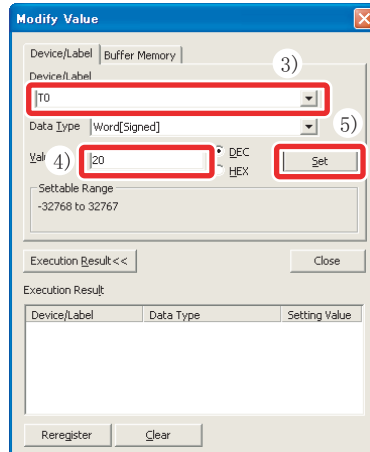 Modify Value
Device/Label Buffer Memory
3)
Device/Label
T0
Data Type Word[Signed]
5)
4) 20 DEC
HEX
Set
Settable Range
-32768 to 32767
Execution Result<< Close
Execution Result
Device/Label Data Type Setting Value
Reregister Clear